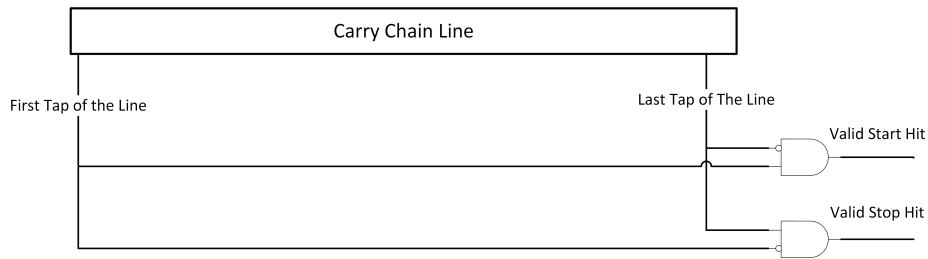 Carry Chain Line
First Tap of the Line
Last Tap of The Line
Valid Start Hit
Valid Stop Hit